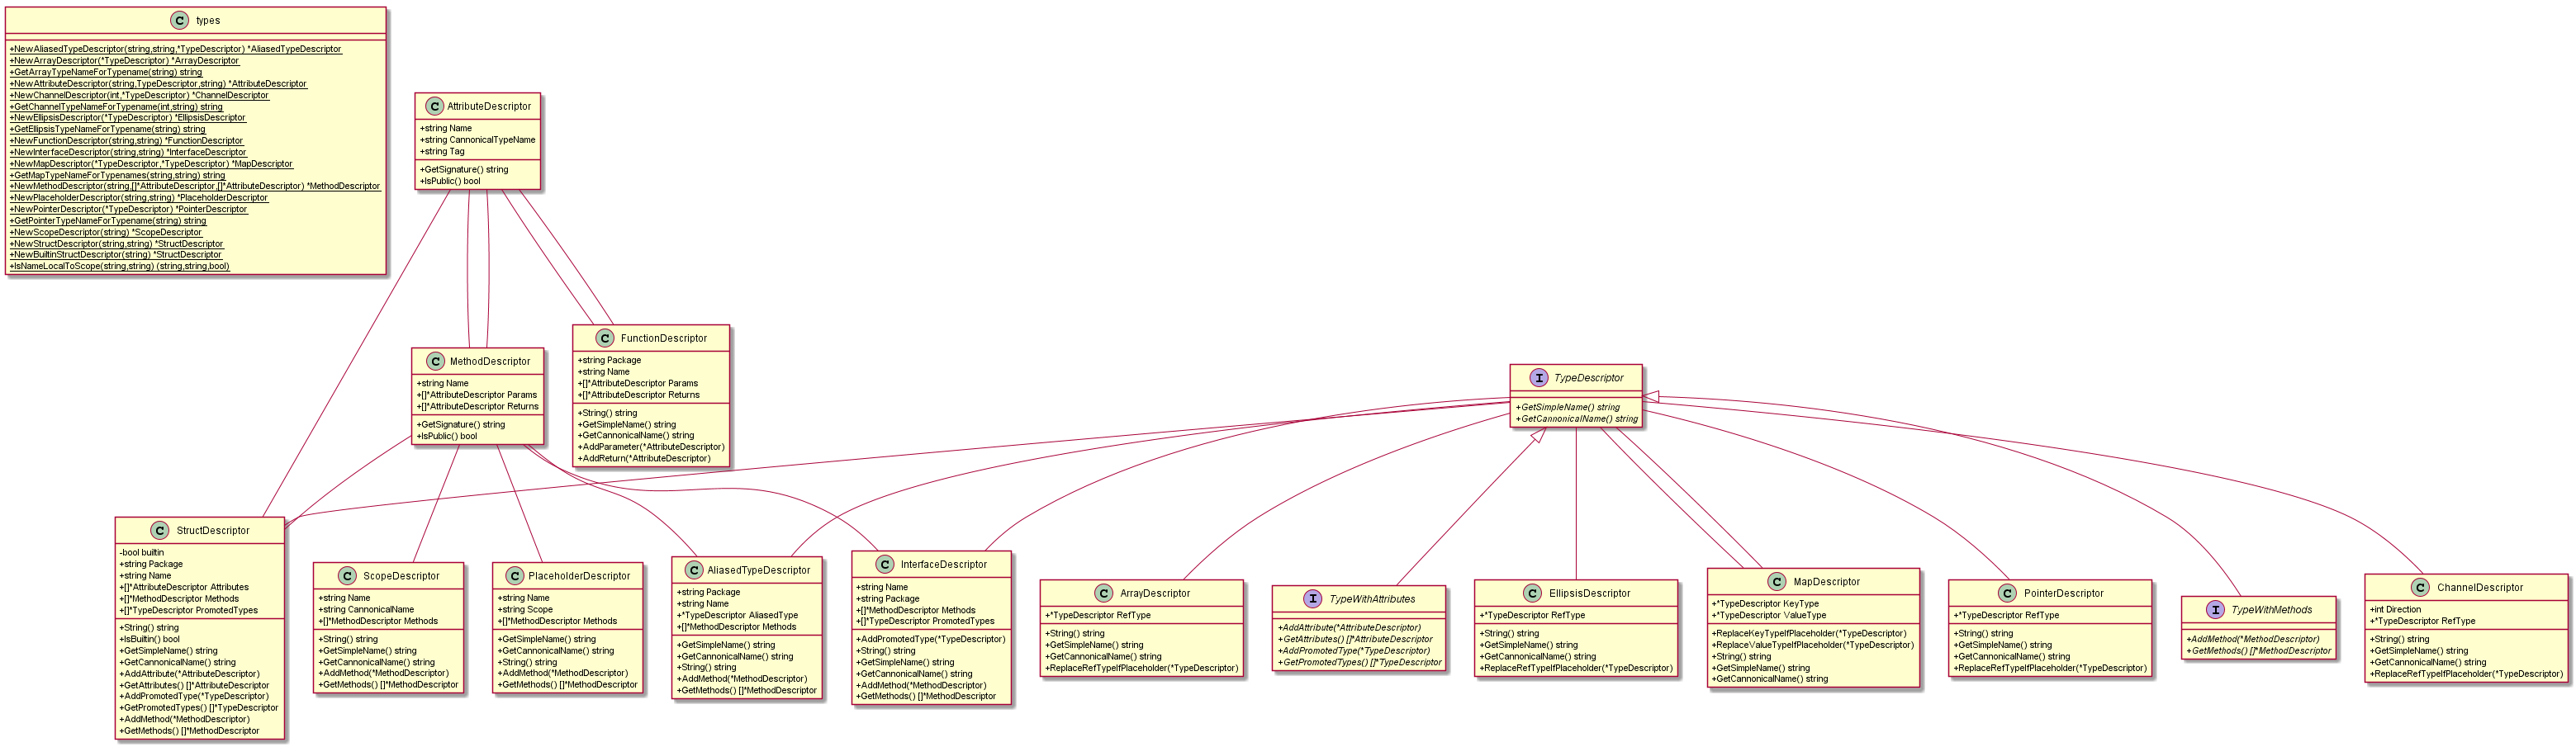 C types
+NewAliasedTypeDescriptor(string,string,*TypeDescriptor) *AliasedTypeDescriptor
+NewArrayDescriptor(*TypeDescriptor) *ArrayDescriptor
+GetArrayTypeNameForTypename(string) string
+NewAttributeDescriptor(string,TypeDescriptor,string) *AttributeDescriptor
+NewChannelDescriptor(int,*TypeDescriptor) *ChannelDescriptor
+GetChannelTypeNameForTypename(int,string) string
+NewEllipsisDescriptor(*TypeDescriptor) *EllipsisDescriptor
+GetEllipsisTypeNameForTypename(string) string
+NewFunctionDescriptor(string,string) *FunctionDescriptor
+NewInterfaceDescriptor(string,string) *InterfaceDescriptor
+NewMapDescriptor(*TypeDescriptor,*TypeDescriptor) *MapDescriptor
+GetMapTypeNameForTypenames(string,string) string
+NewMethodDescriptor(string,[]*AttributeDescriptor,[]*AttributeDescriptor) *MethodDescriptor
+NewPlaceholderDescriptor(string,string) *PlaceholderDescriptor
+NewPointerDescriptor(*TypeDescriptor) *PointerDescriptor
+GetPointerTypeNameForTypename(string) string
+NewScopeDescriptor(string) *ScopeDescriptor
+NewStructDescriptor(string,string) *StructDescriptor
+NewBuiltinStructDescriptor(string) *StructDescriptor
+IsNameLocalToScope(string,string) (string,string,bool)
C AttributeDescriptor
+string Name
+string CannonicalTypeName
+string Tag
+GetSignature() string
+IsPublic() bool
C MethodDescriptor
+string Name
+[]*AttributeDescriptor Params
+[]*AttributeDescriptor Returns
+GetSignature() string
+IsPublic() bool
C FunctionDescriptor
+string Package
+string Name
+[]*AttributeDescriptor Params
+[]*AttributeDescriptor Returns
+String() string
+GetSimpleName() string
+GetCannonicalName() string
+AddParameter(*AttributeDescriptor)
+AddReturn(*AttributeDescriptor)
I TypeDescriptor
+GetSimpleName() string
+GetCannonicalName() string
C StructDescriptor
-bool builtin
+string Package
+string Name
+[]*AttributeDescriptor Attributes
+[]*MethodDescriptor Methods
+[]*TypeDescriptor PromotedTypes
+String() string
+IsBuiltin() bool
+GetSimpleName() string
+GetCannonicalName() string
+AddAttribute(*AttributeDescriptor)
+GetAttributes() []*AttributeDescriptor
+AddPromotedType(*TypeDescriptor)
+GetPromotedTypes() []*TypeDescriptor
+AddMethod(*MethodDescriptor)
+GetMethods() []*MethodDescriptor
C ScopeDescriptor
+string Name
+string CannonicalName
+[]*MethodDescriptor Methods
+String() string
+GetSimpleName() string
+GetCannonicalName() string
+AddMethod(*MethodDescriptor)
+GetMethods() []*MethodDescriptor
C PlaceholderDescriptor
+string Name
+string Scope
+[]*MethodDescriptor Methods
+GetSimpleName() string
+GetCannonicalName() string
+String() string
+AddMethod(*MethodDescriptor)
+GetMethods() []*MethodDescriptor
C AliasedTypeDescriptor
+string Package
+string Name
+*TypeDescriptor AliasedType
+[]*MethodDescriptor Methods
+GetSimpleName() string
+GetCannonicalName() string
+String() string
+AddMethod(*MethodDescriptor)
+GetMethods() []*MethodDescriptor
C InterfaceDescriptor
+string Name
+string Package
+[]*MethodDescriptor Methods
+[]*TypeDescriptor PromotedTypes
+AddPromotedType(*TypeDescriptor)
+String() string
+GetSimpleName() string
+GetCannonicalName() string
+AddMethod(*MethodDescriptor)
+GetMethods() []*MethodDescriptor
C ArrayDescriptor
+*TypeDescriptor RefType
+String() string
+GetSimpleName() string
+GetCannonicalName() string
+ReplaceRefTypeIfPlaceholder(*TypeDescriptor)
I TypeWithAttributes
+AddAttribute(*AttributeDescriptor)
+GetAttributes() []*AttributeDescriptor
+AddPromotedType(*TypeDescriptor)
+GetPromotedTypes() []*TypeDescriptor
C EllipsisDescriptor
+*TypeDescriptor RefType
+String() string
+GetSimpleName() string
+GetCannonicalName() string
+ReplaceRefTypeIfPlaceholder(*TypeDescriptor)
C MapDescriptor
+*TypeDescriptor KeyType
+*TypeDescriptor ValueType
+ReplaceKeyTypeIfPlaceholder(*TypeDescriptor)
+ReplaceValueTypeIfPlaceholder(*TypeDescriptor)
+String() string
+GetSimpleName() string
+GetCannonicalName() string
C PointerDescriptor
+*TypeDescriptor RefType
+String() string
+GetSimpleName() string
+GetCannonicalName() string
+ReplaceRefTypeIfPlaceholder(*TypeDescriptor)
I TypeWithMethods
+AddMethod(*MethodDescriptor)
+GetMethods() []*MethodDescriptor
C ChannelDescriptor
+int Direction
+*TypeDescriptor RefType
+String() string
+GetSimpleName() string
+GetCannonicalName() string
+ReplaceRefTypeIfPlaceholder(*TypeDescriptor)